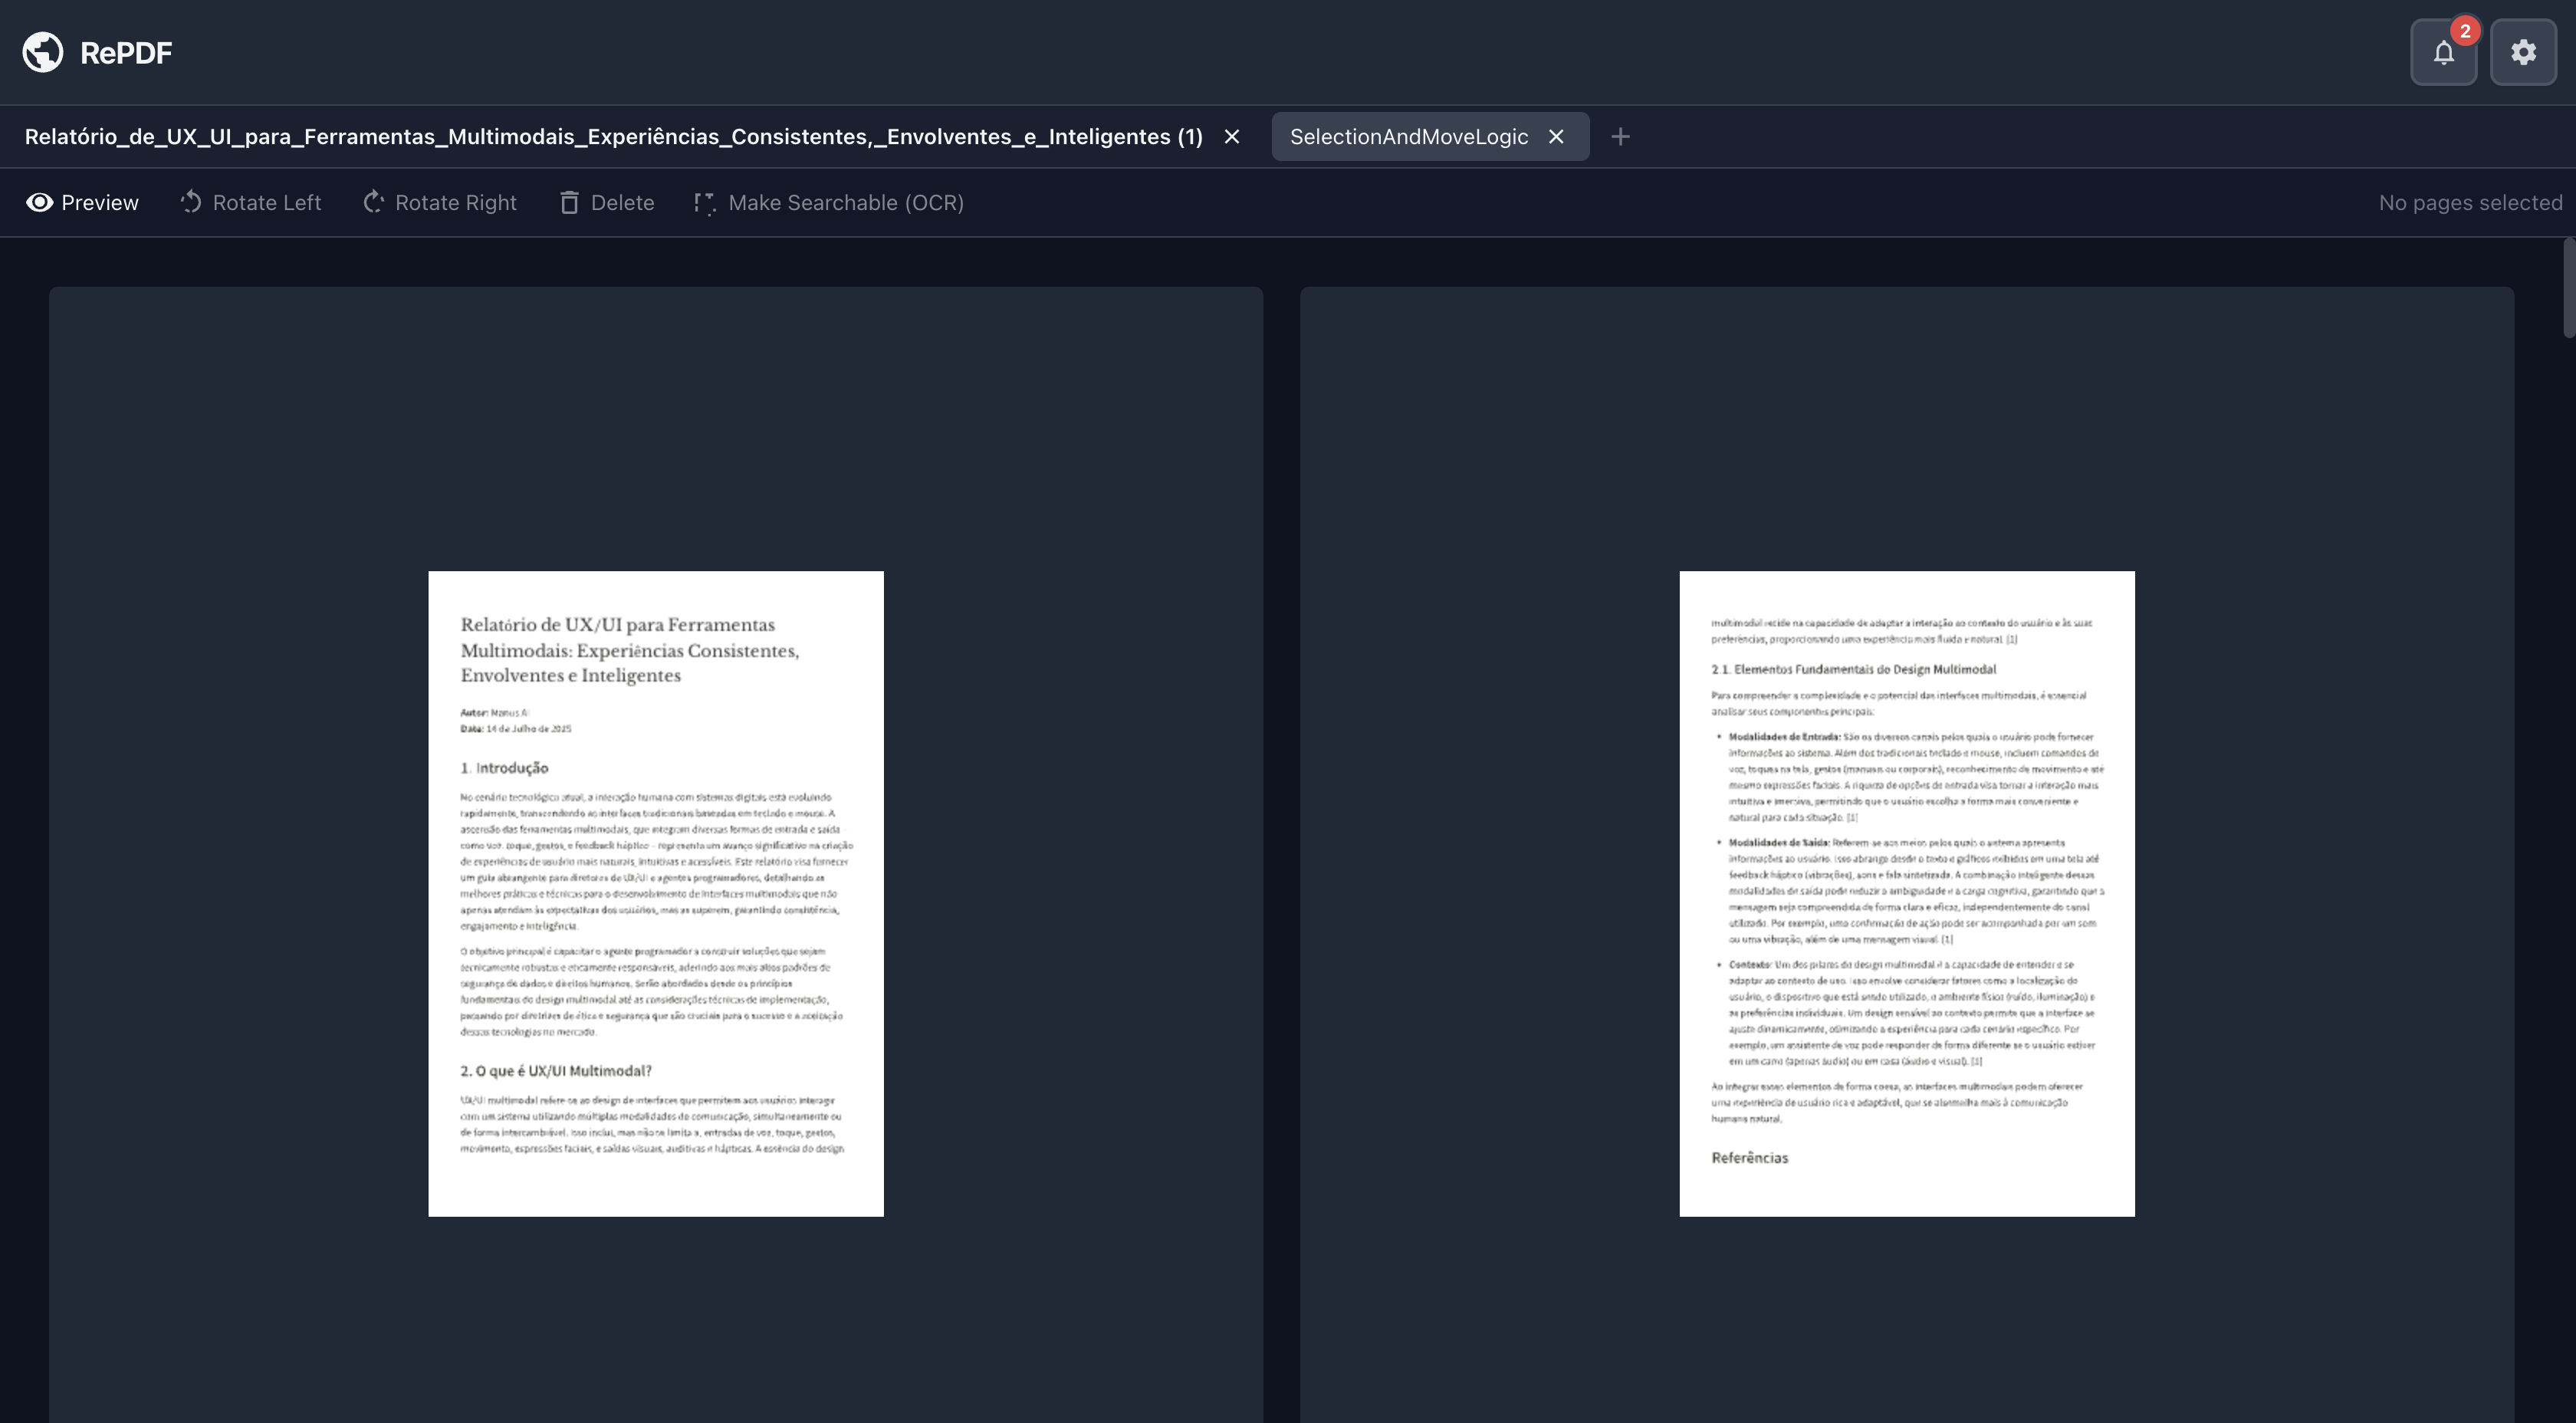 RePDF
2
Relatório_de_UX_UI_para_Ferramentas_Multimodais_Experiências_Consistentes,_Envolventes_e_Inteligentes (1)
SelectionAndMoveLogic
Preview
Rotate Left
Rotate Right
Delete
Make Searchable (OCR)
No pages selected
Relatório de UX/UI para Ferramentas
Multimodais: Experiências Consistentes,
Envolventes e Inteligentes
Autor: Manus AI
Data: 14 de Julho de 2025
1. Introdução
No cenário tecnológico atual, a interação humana com sistemas digitais está evoluindo
rapidamente, transcendendo as interfaces tradicionais baseadas em teclado e mouse. A
ascensão das ferramentas multimodais, que integram diversas formas de entrada e saída –
como voz, toque, gestos, e feedback háptico – representa um avanço significativo na criação
de experiências de usuário mais naturais, intuitivas e acessíveis. Este relatório visa fornecer
um guia abrangente para diretores de UX/UI e agentes programadores, detalhando as
melhores práticas e técnicas para o desenvolvimento de interfaces multimodais que não
apenas atendam às expectativas dos usuários, mas as superem, garantindo consistência,
engajamento e inteligência.
O objetivo principal é capacitar o agente programador a construir soluções que sejam
tecnicamente robustas e eticamente responsáveis, aderindo aos mais altos padrões de
segurança de dados e direitos humanos. Serão abordados desde os princípios
fundamentais do design multimodal até as considerações técnicas de implementação,
passando por diretrizes de ética e segurança que são cruciais para o sucesso e a aceitação
dessas tecnologias no mercado.
2. O que é UX/UI Multimodal?
UX/UI multimodal refere-se ao design de interfaces que permitem aos usuários interagir
com um sistema utilizando múltiplas modalidades de comunicação, simultaneamente ou
de forma intercambiável. Isso inclui, mas não se limita a, entradas de voz, toque, gestos,
movimento, expressões faciais, e saídas visuais, auditivas e hápticas. A essência do design
multimodal reside na capacidade de adaptar a interação ao contexto do usuário e às suas
preferências, proporcionando uma experiência mais fluida e natural. [1]
2.1. Elementos Fundamentais do Design Multimodal
Para compreender a complexidade e o potencial das interfaces multimodais, é essencial
analisar seus componentes principais:
• Modalidades de Entrada: São os diversos canais pelos quais o usuário pode fornecer
informações ao sistema. Além dos tradicionais teclado e mouse, incluem comandos de
voz, toques na tela, gestos (manuais ou corporais), reconhecimento de movimento e até
mesmo expressões faciais. A riqueza de opções de entrada visa tornar a interação mais
intuitiva e imersiva, permitindo que o usuário escolha a forma mais conveniente e
natural para cada situação. [1]
• Modalidades de Saída: Referem-se aos meios pelos quais o sistema apresenta
informações ao usuário. Isso abrange desde o texto e gráficos exibidos em uma tela até
feedback háptico (vibrações), sons e fala sintetizada. A combinação inteligente dessas
modalidades de saída pode reduzir a ambiguidade e a carga cognitiva, garantindo que a
mensagem seja compreendida de forma clara e eficaz, independentemente do canal
utilizado. Por exemplo, uma confirmação de ação pode ser acompanhada por um som
ou uma vibração, além de uma mensagem visual. [1]
• Contexto: Um dos pilares do design multimodal é a capacidade de entender e se
adaptar ao contexto de uso. Isso envolve considerar fatores como a localização do
usuário, o dispositivo que está sendo utilizado, o ambiente físico (ruído, iluminação) e
as preferências individuais. Um design sensível ao contexto permite que a interface se
ajuste dinamicamente, otimizando a experiência para cada cenário específico. Por
exemplo, um assistente de voz pode responder de forma diferente se o usuário estiver
em um carro (apenas áudio) ou em casa (áudio e visual). [1]
Ao integrar esses elementos de forma coesa, as interfaces multimodais podem oferecer
uma experiência de usuário rica e adaptável, que se assemelha mais à comunicação
humana natural.
Referências